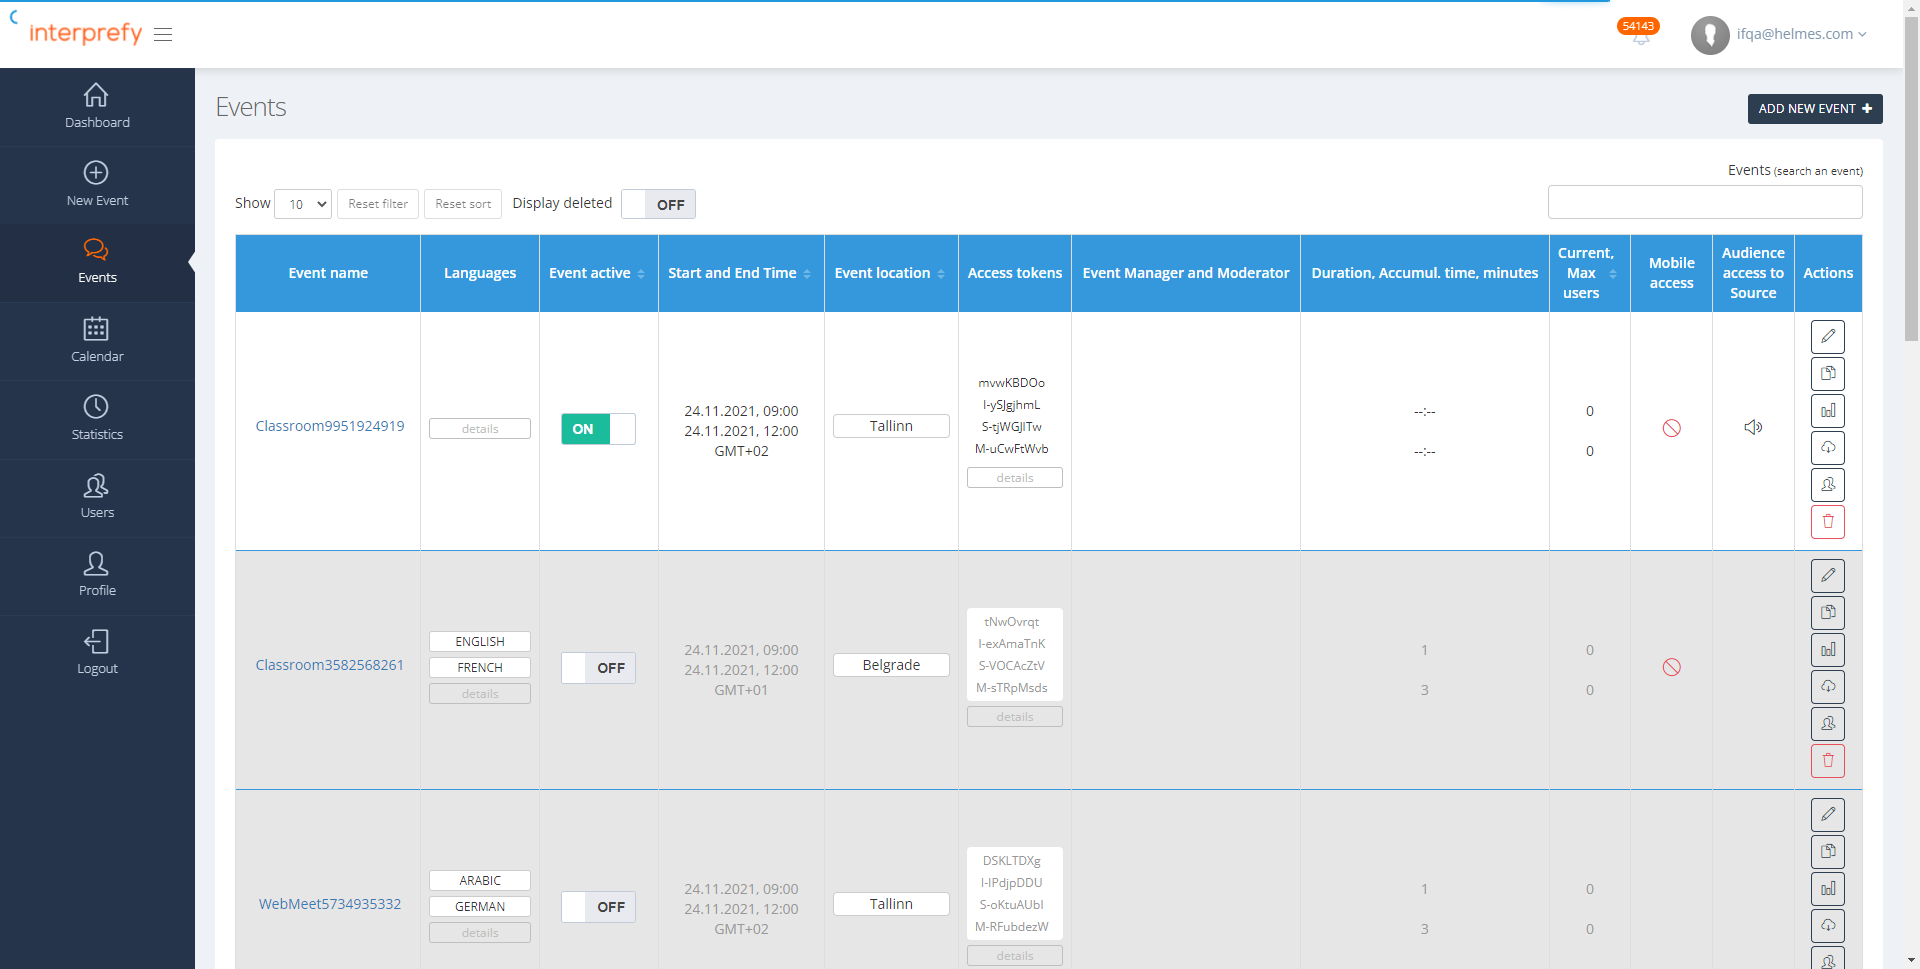 interprefy
54143
ifqa@helmes.com
Dashboard
New Event
Events
Calendar
Statistics
Users
Profile
Logout
Events
ADD NEW EVENT
Events (search an event)
Show 10 Reset filter Reset sort Display deleted OFF
Event name
Languages
Event active
Start and End Time
Event location
Access tokens
Event Manager and Moderator
Duration, Accumul. time, minutes
Current,
Max
users
Mobile
access
Audience
access to
Source
Actions
Classroom9951924919
details
ON
24.11.2021, 09:00
24.11.2021, 12:00
GMT+02
Tallinn
mvwKBDOo
I-ySJgjhmL
S-tjWGJITw
M-uCwFtWvb
details
--:--
--:--
0
0
Classroom3582568261
ENGLISH
FRENCH
details
OFF
24.11.2021, 09:00
24.11.2021, 12:00
GMT+01
Belgrade
tNwOvrqt
I-exAmaTnK
S-VOCAcZtV
M-sTRpMsds
details
1
3
0
0
WebMeet5734935332
ARABIC
GERMAN
details
OFF
24.11.2021, 09:00
24.11.2021, 12:00
GMT+02
Tallinn
DSKLTDXg
I-IPdjpDDU
S-oKtuAUbI
M-RFubdezW
details
1
3
0
0